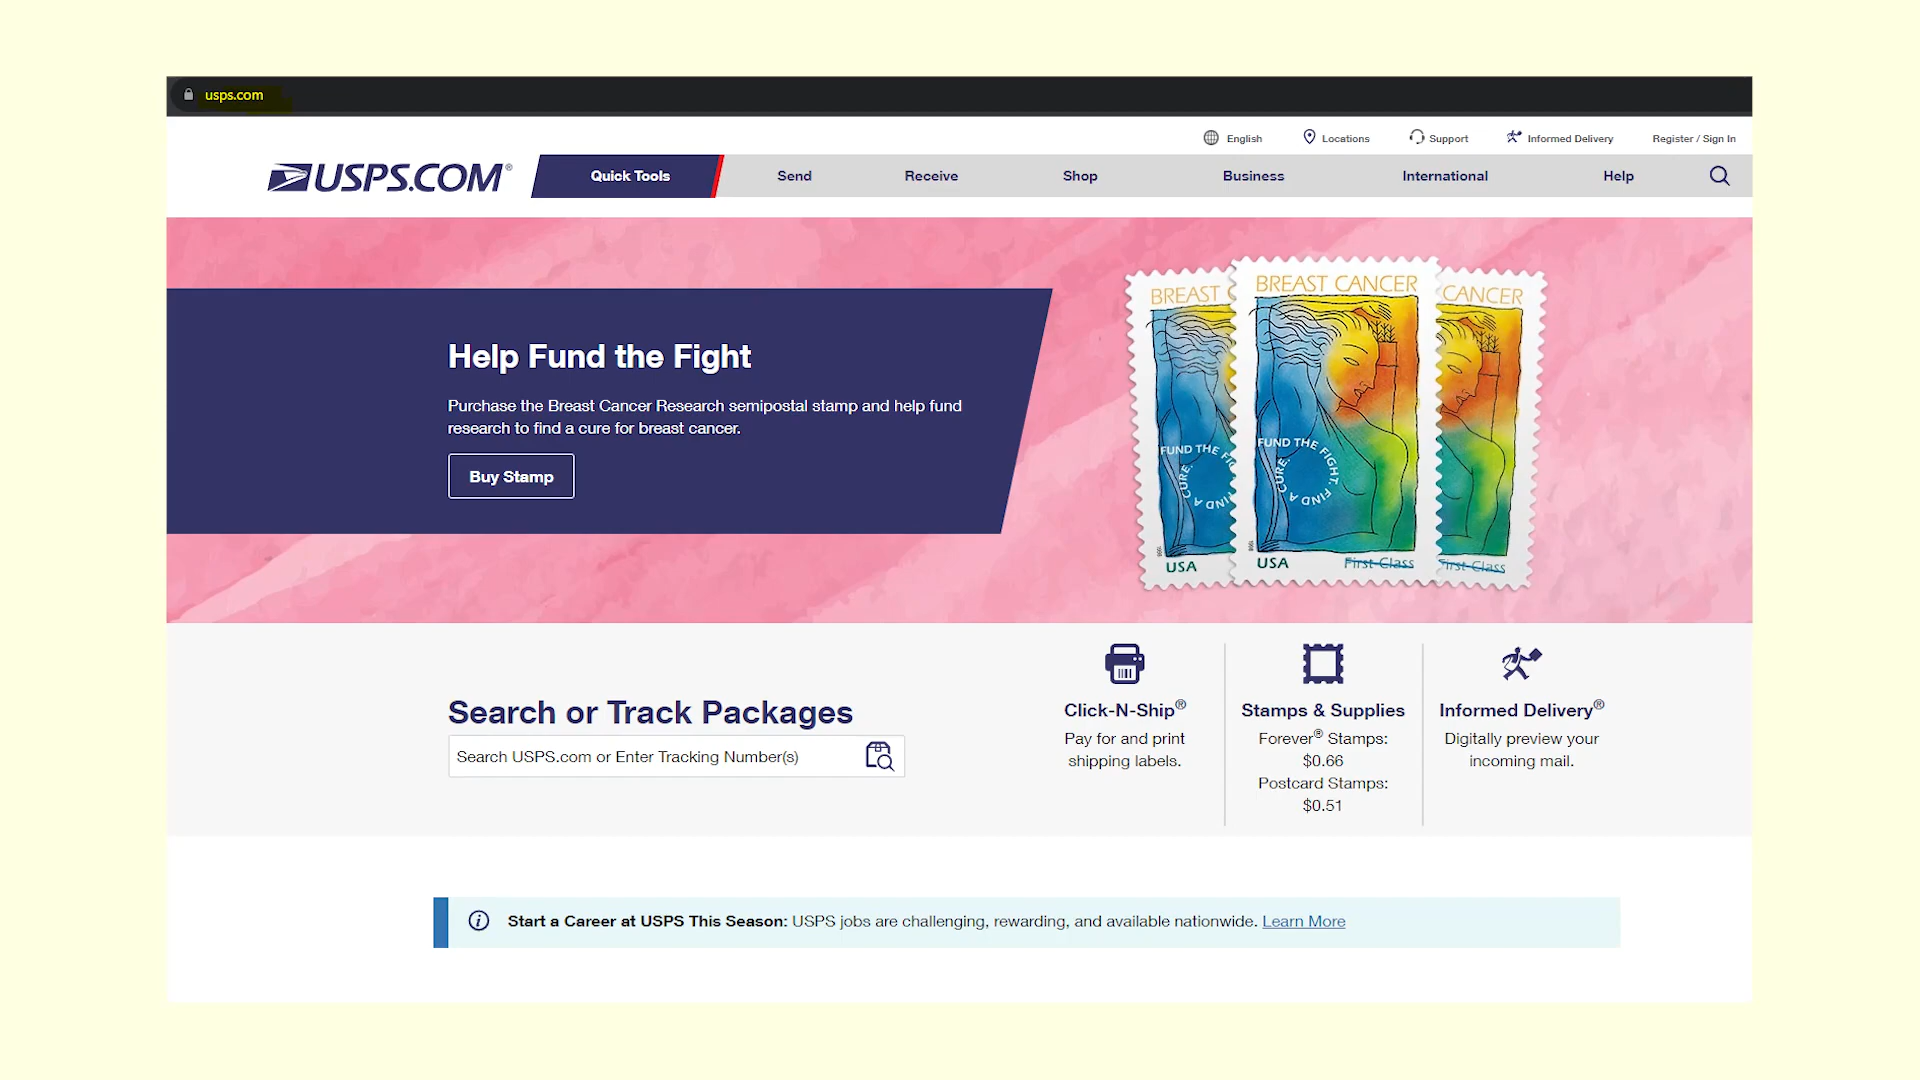 usps.com
English
Locations
Support
Informed Delivery
Register / Sign In
USPS.COM®
Quick Tools
Send
Receive
Shop
Business
International
Help
Help Fund the Fight
Purchase the Breast Cancer Research semipostal stamp and help fund
research to find a cure for breast cancer.
Buy Stamp
BREAST C
BREAST CANCER
CANCER
FUND THE FI
CURE.
A
FUND THE FIGHT. FIND A CURE.
1998
USA
USA
First-Class
First-Class
Search or Track Packages
Search USPS.com or Enter Tracking Number(s)
Click-N-Ship®
Pay for and print
shipping labels.
Stamps & Supplies
Forever® Stamps:
$0.66
Postcard Stamps:
$0.51
Informed Delivery®
Digitally preview your
incoming mail.
Start a Career at USPS This Season: USPS jobs are challenging, rewarding, and available nationwide. Learn More